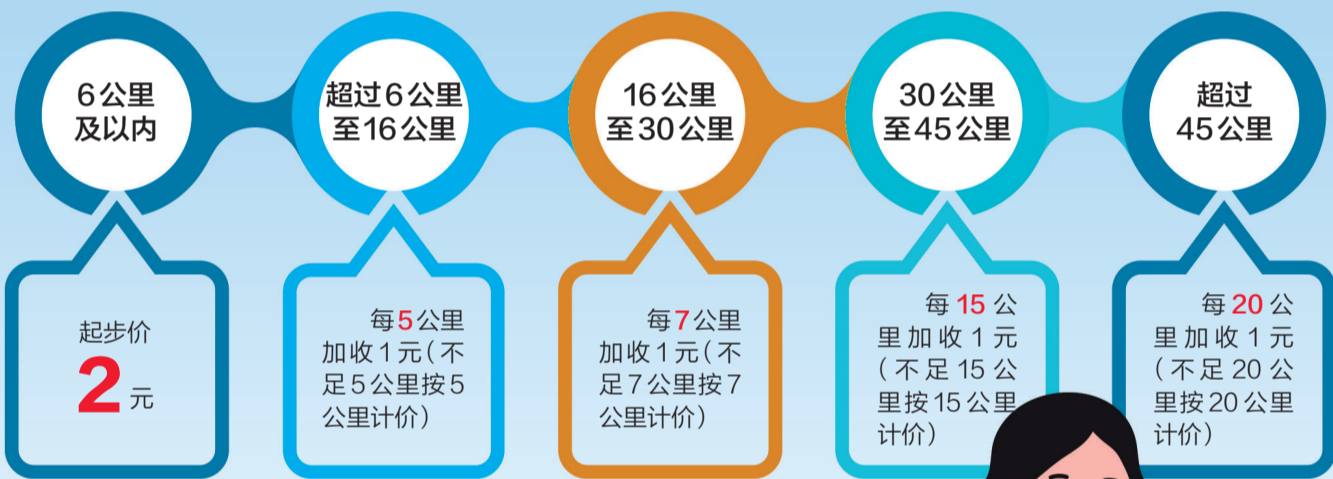 6公里
及以内
超过6公里
至16公里
16公里
至30公里
30公里
至45公里
超过
45公里
起步价
2元
每5公里
加收1元(不
足5公里按5
公里计价)
每7公里
加收1元(不
足7公里按7
公里计价)
每15公
里加收1元
(不足15公
里按15公里
计价)
每20公
里加收1元
(不足20公
里按20公里
计价)